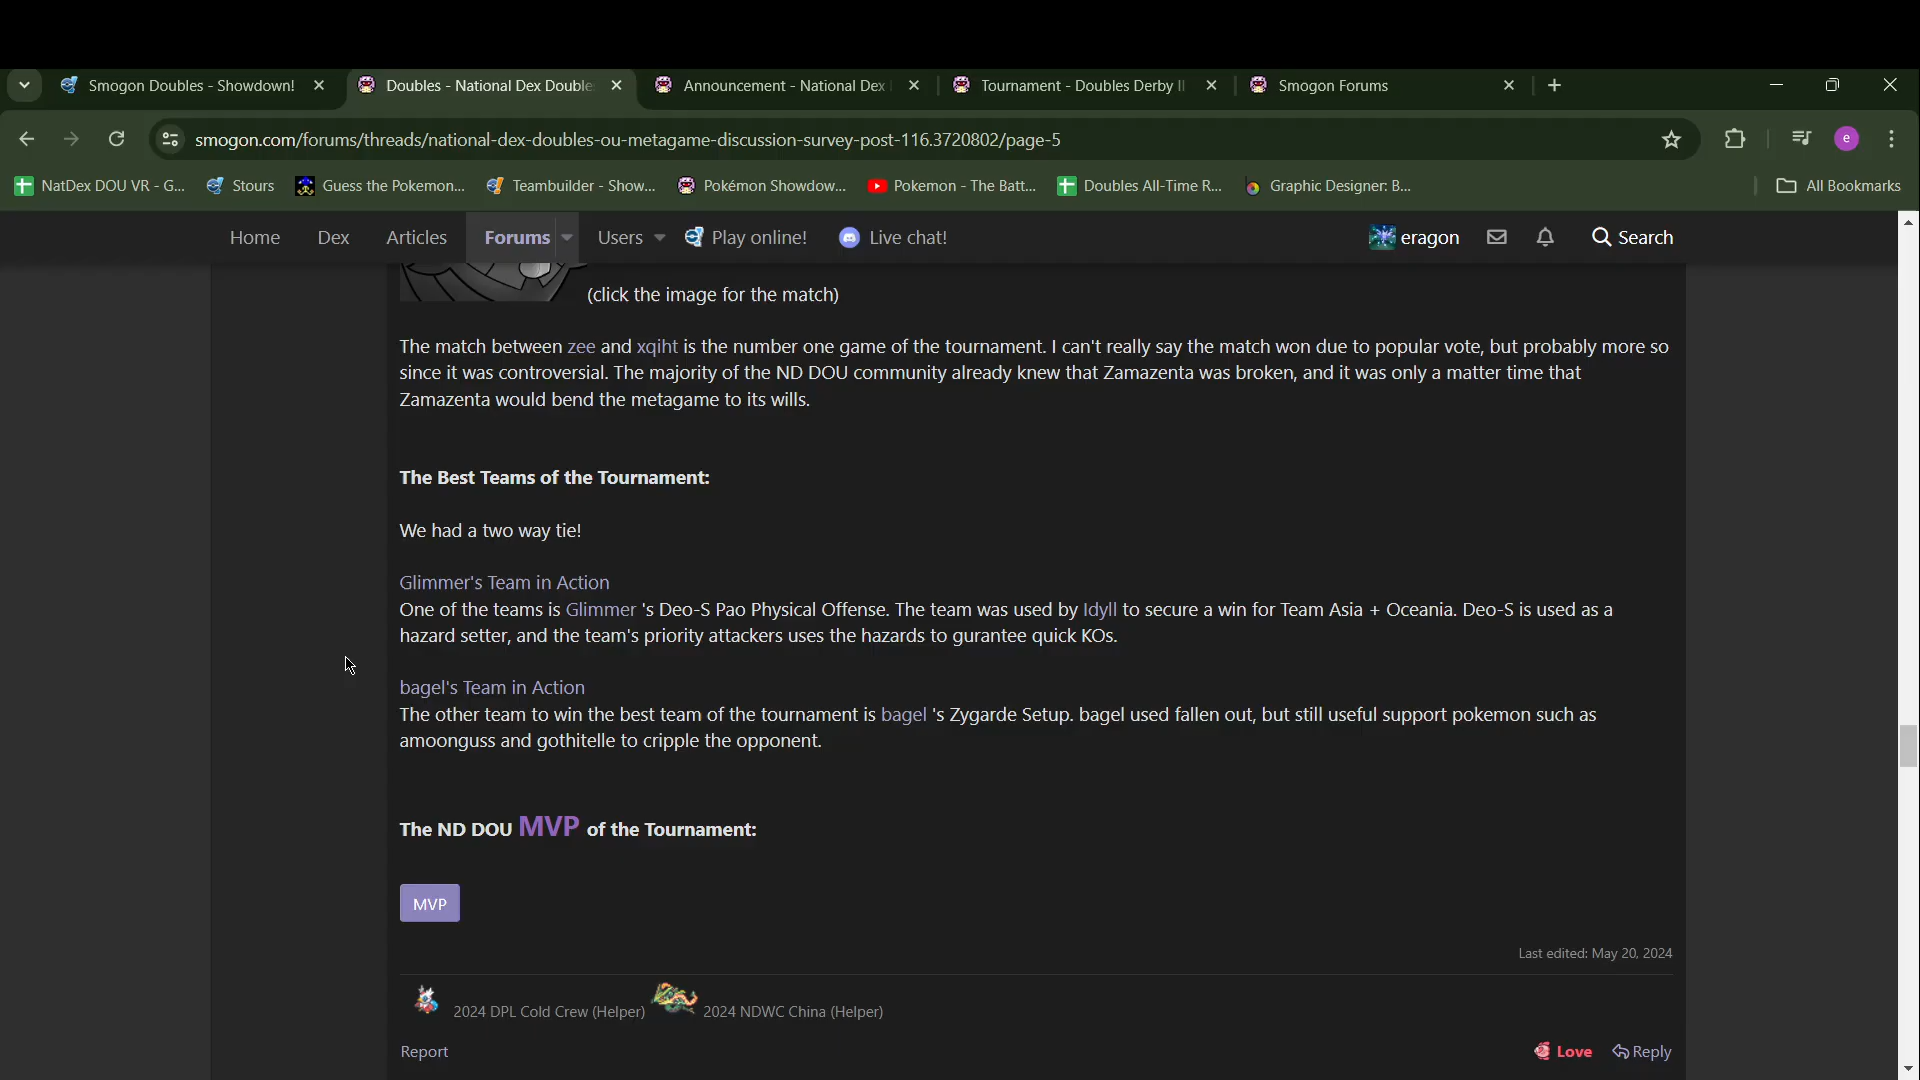 Smogon Doubles - Showdown!
Doubles - National Dex Double
Announcement - National Dex
Tournament - Doubles Derby II
Smogon Forums
smogon.com/forums/threads/national-dex-doubles-ou-metagame-discussion-survey-post-116.3720802/page-5
e
NatDex DOU VR - G...
Stours
Guess the Pokemon...
Teambuilder - Show...
Pokémon Showdow...
Pokemon - The Batt...
Doubles All-Time R...
Graphic Designer: B...
All Bookmarks
Home
Dex
Articles
Forums
Users
Play online!
Live chat!
eragon
Search
(click the image for the match)
The match between zee and xqiht is the number one game of the tournament. I can't really say the match won due to popular vote, but probably more so
since it was controversial. The majority of the ND DOU community already knew that Zamazenta was broken, and it was only a matter time that
Zamazenta would bend the metagame to its wills.
The Best Teams of the Tournament:
We had a two way tie!
Glimmer's Team in Action
One of the teams is Glimmer 's Deo-S Pao Physical Offense. The team was used by Idyll to secure a win for Team Asia + Oceania. Deo-S is used as a
hazard setter, and the team's priority attackers uses the hazards to gurantee quick KOs.
bagel's Team in Action
The other team to win the best team of the tournament is bagel 's Zygarde Setup. bagel used fallen out, but still useful support pokemon such as
amoonguss and gothitelle to cripple the opponent.
The ND DOU MVP of the Tournament:
MVP
Last edited: May 20, 2024
2024 DPL Cold Crew (Helper)
2024 NDWC China (Helper)
Report
Love
Reply